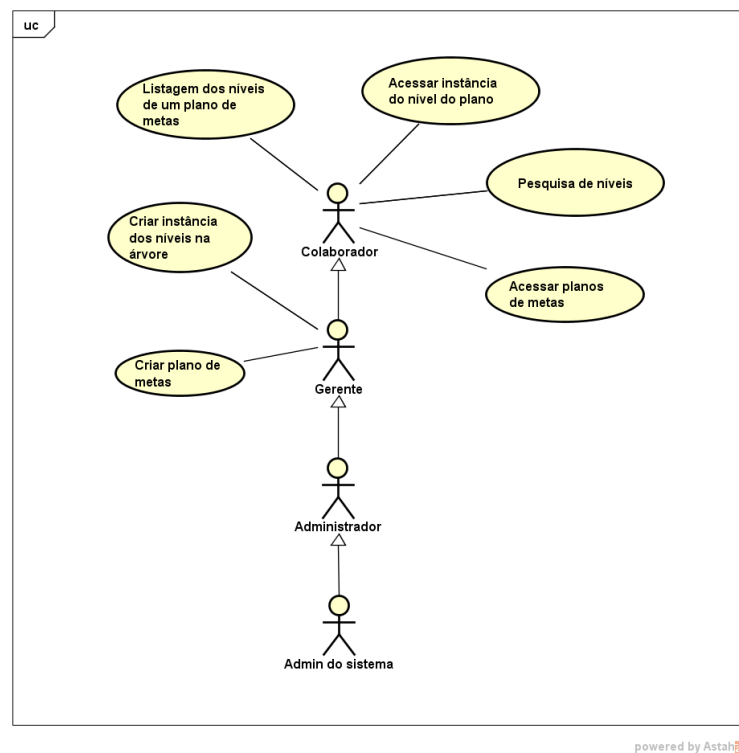 uc
Listagem dos níveis
de um plano de
metas
Acessar instância
do nível do plano
Pesquisa de níveis
Criar instância
dos níveis na
árvore
Colaborador
Acessar planos
de metas
Criar plano de
metas
Gerente
Administrador
Admin do sistema
powered by Astah